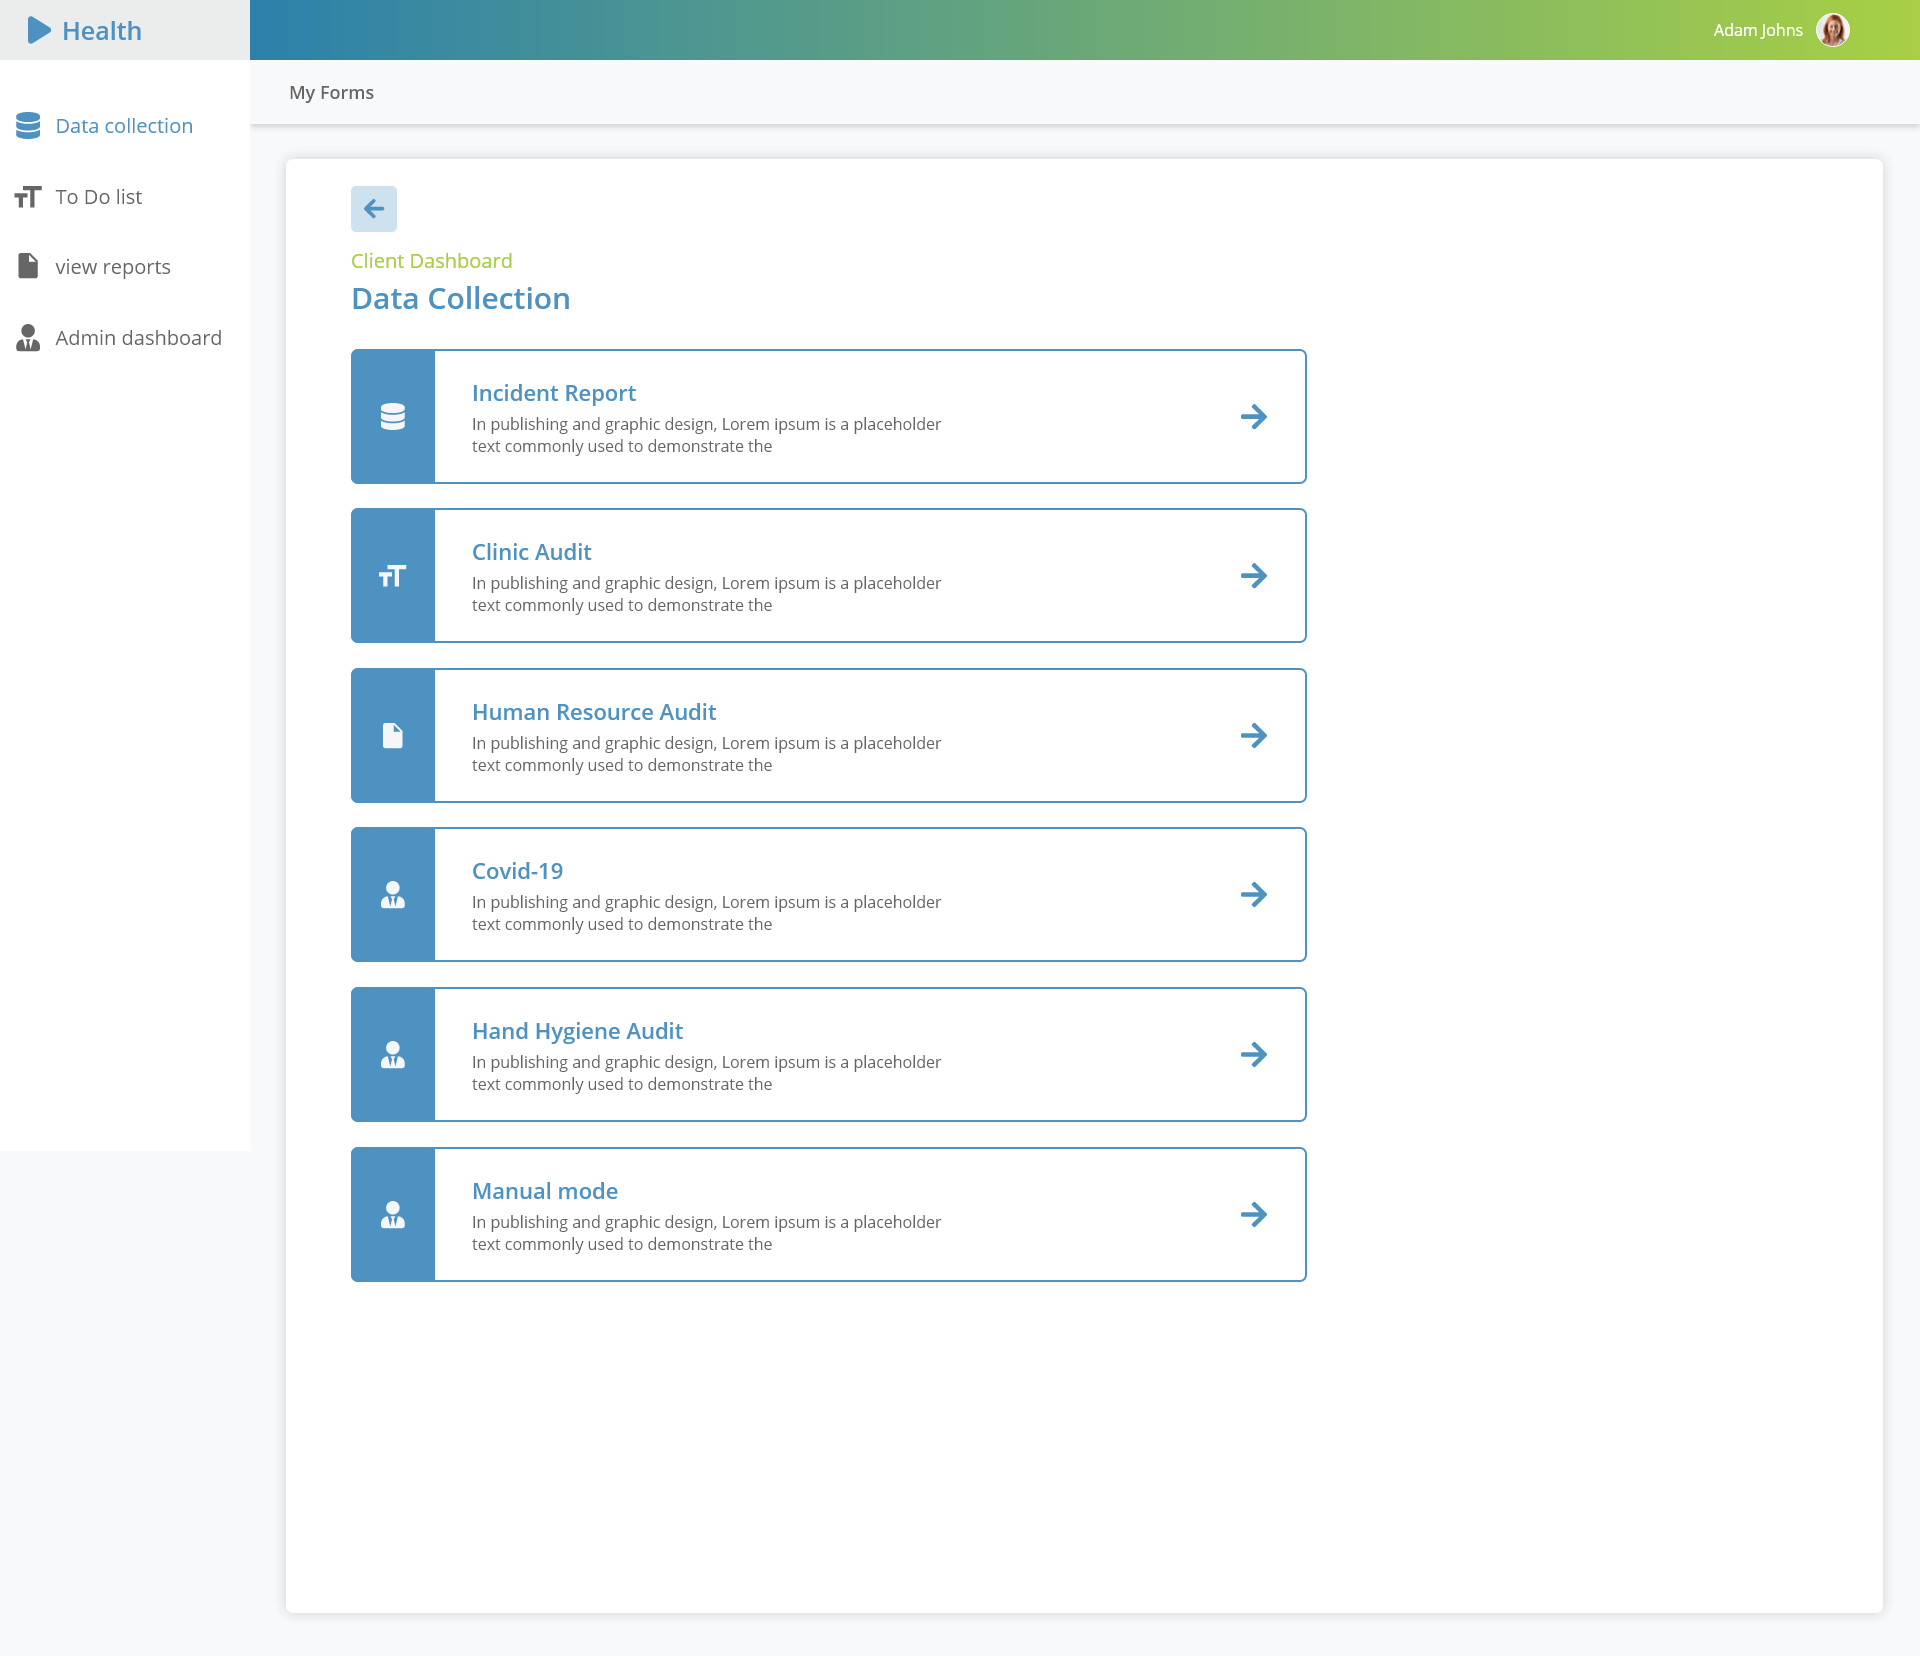 Health
Adam Johns
My Forms
Data collection
To Do list
view reports
Admin dashboard
Client Dashboard
Data Collection
Incident Report
In publishing and graphic design, Lorem ipsum is a placeholder
text commonly used to demonstrate the
Clinic Audit
In publishing and graphic design, Lorem ipsum is a placeholder
text commonly used to demonstrate the
Human Resource Audit
In publishing and graphic design, Lorem ipsum is a placeholder
text commonly used to demonstrate the
Covid-19
In publishing and graphic design, Lorem ipsum is a placeholder
text commonly used to demonstrate the
Hand Hygiene Audit
In publishing and graphic design, Lorem ipsum is a placeholder
text commonly used to demonstrate the
Manual mode
In publishing and graphic design, Lorem ipsum is a placeholder
text commonly used to demonstrate the